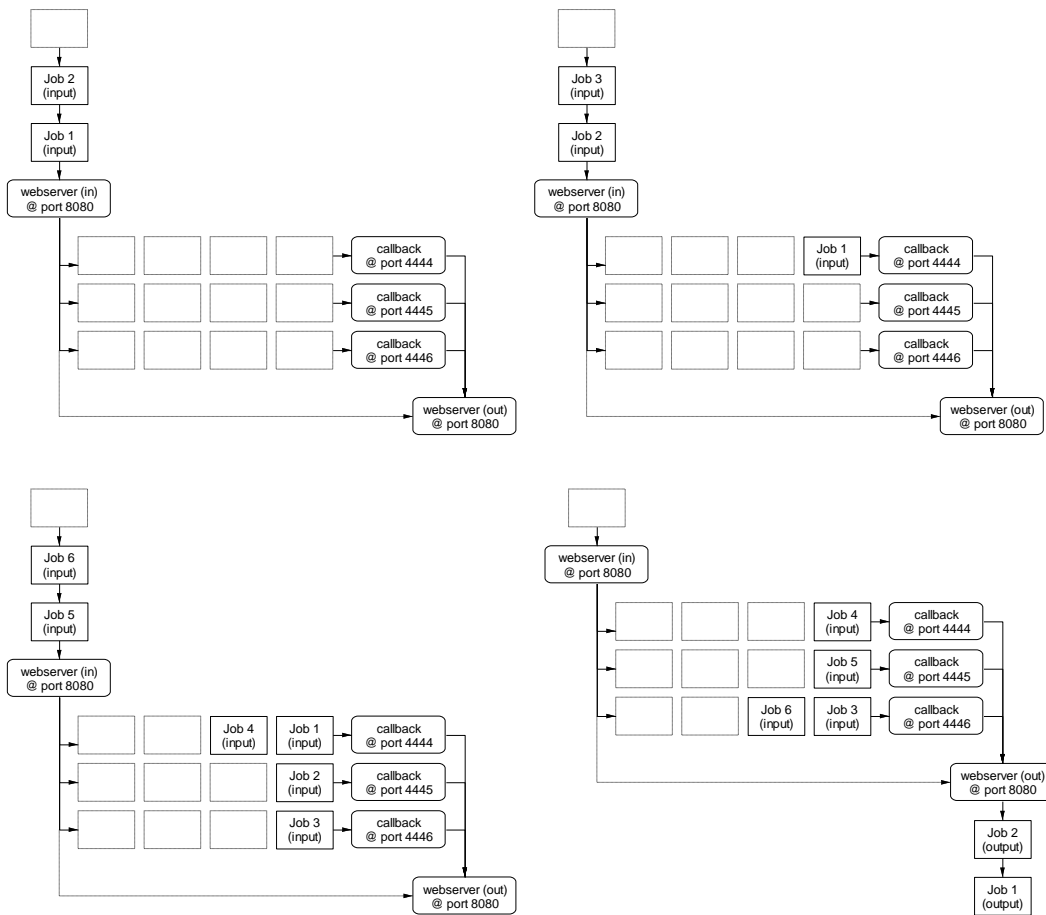 Job 2
(input)
Job 1
(input)
webserver (in)
@ port 8080
callback
@ port 4444
callback
@ port 4445
callback
@ port 4446
webserver (out)
@ port 8080
Job 3
(input)
Job 2
(input)
webserver (in)
@ port 8080
Job 1
(input)
callback
@ port 4444
callback
@ port 4445
callback
@ port 4446
webserver (out)
@ port 8080
Job 6
(input)
Job 5
(input)
webserver (in)
@ port 8080
Job 4
(input)
Job 1
(input)
callback
@ port 4444
Job 2
(input)
callback
@ port 4445
Job 3
(input)
callback
@ port 4446
webserver (out)
@ port 8080
webserver (in)
@ port 8080
Job 4
(input)
callback
@ port 4444
Job 5
(input)
callback
@ port 4445
Job 6
(input)
Job 3
(input)
callback
@ port 4446
webserver (out)
@ port 8080
Job 2
(output)
Job 1
(output)